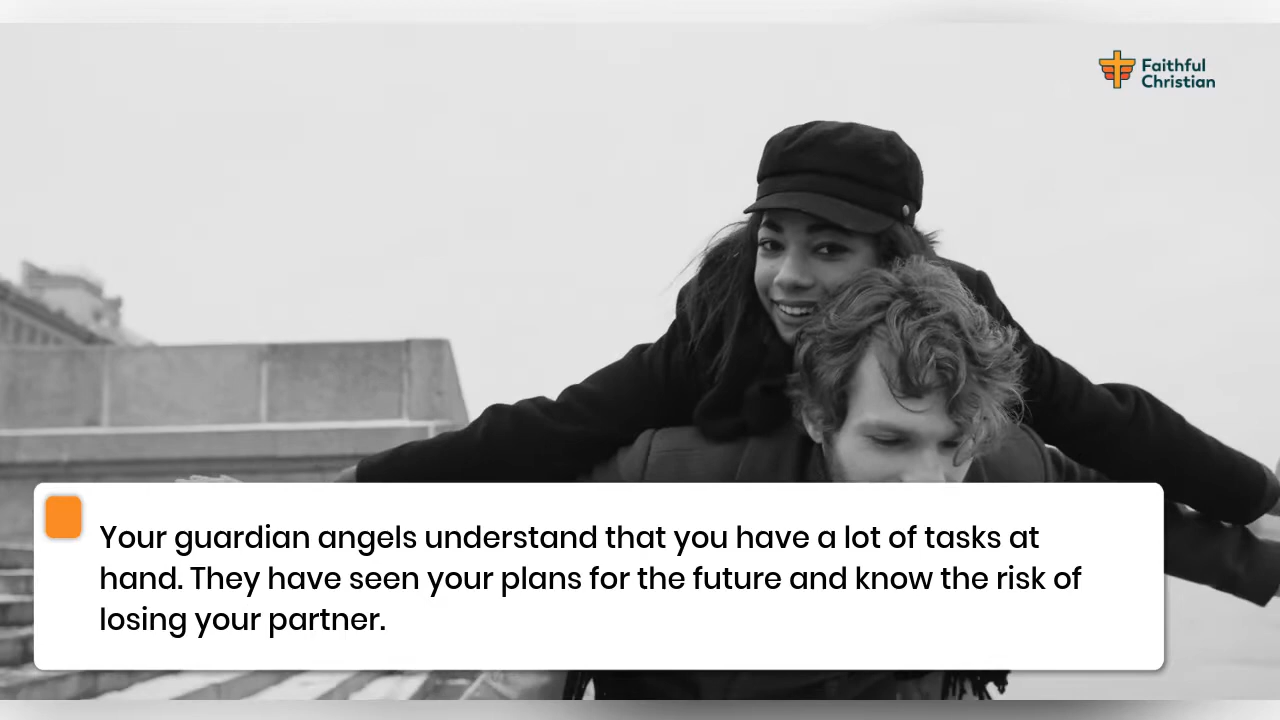 Faithful
Christian
Your guardian angels understand that you have a lot of tasks at
hand. They have seen your plans for the future and know the risk of
losing your partner.